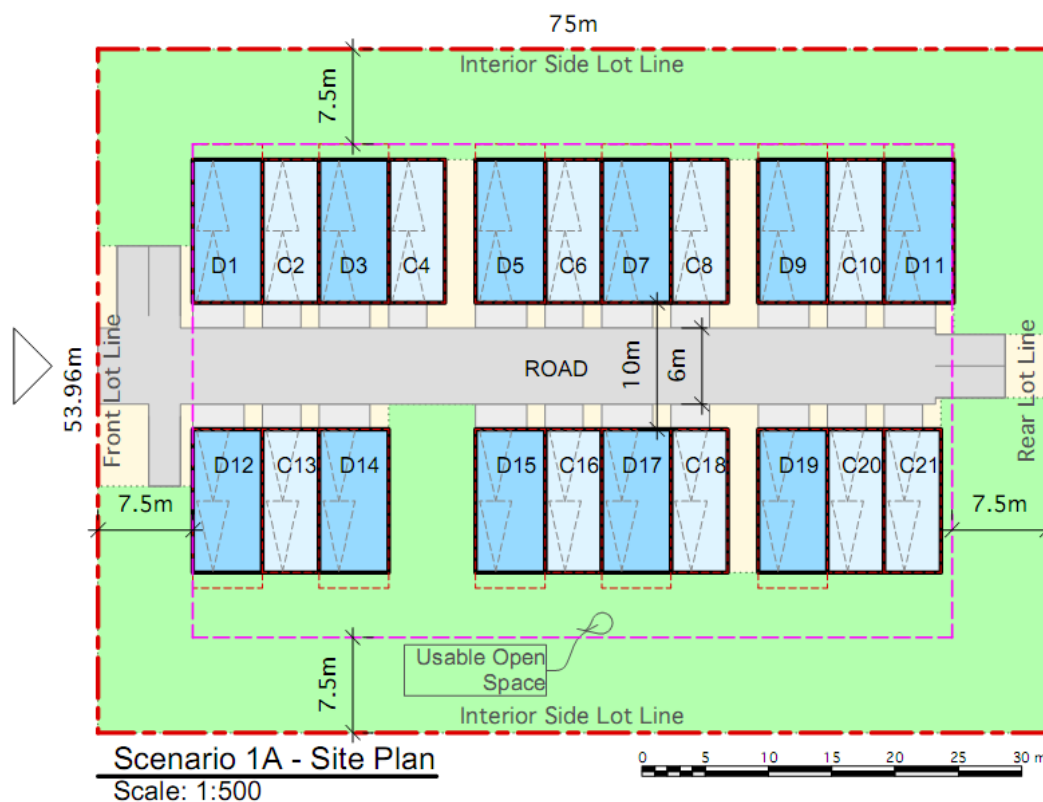 75m
Interior Side Lot Line
7.5m
D1 C2 D3 C4 D5 C6 D7 C8 D9 C10 D11
53.96m
Front Lot Line
ROAD
10m
6m
Rear Lot Line
D12 C13 D14 D15 C16 D17 C18 D19 C20 C21
7.5m
7.5m
7.5m
Usable Open
Space
Interior Side Lot Line
Scenario 1A - Site Plan
Scale: 1:500
0 5 10 15 20 25 30 m